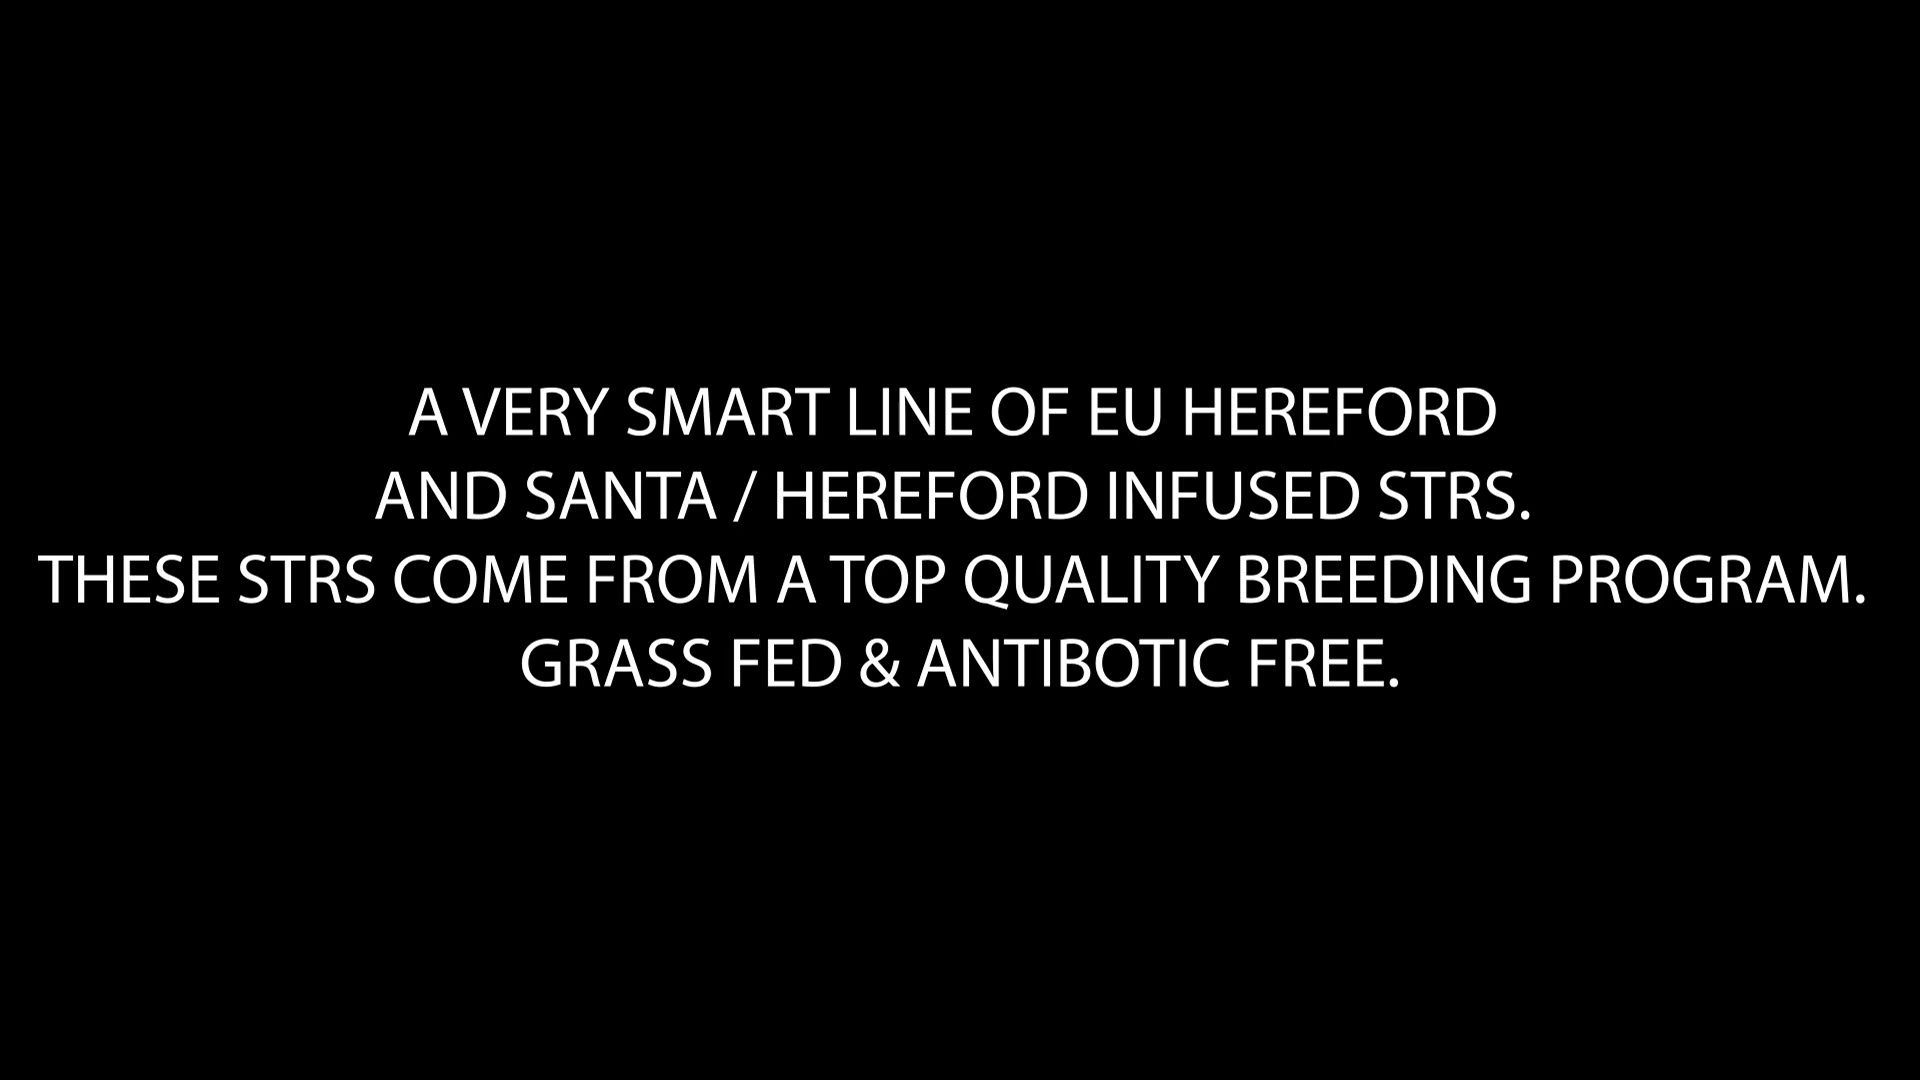 A VERY SMART LINE OF EU HEREFORD
AND SANTA / HEREFORD INFUSED STRS.
THESE STRS COME FROM A TOP QUALITY BREEDING PROGRAM.
GRASS FED & ANTIBOTIC FREE.